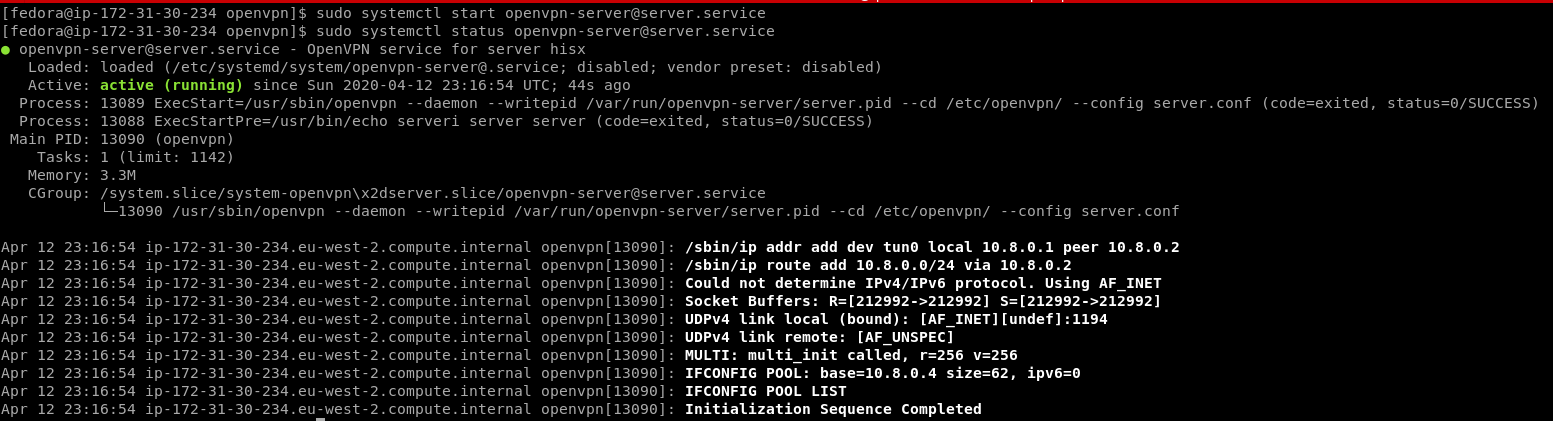 [fedora@ip-172-31-30-234 openvpn]$ sudo systemctl start openvpn-server@server.service
[fedora@ip-172-31-30-234 openvpn]$ sudo systemctl status openvpn-server@server.service
● openvpn-server@server.service - OpenVPN service for server hisx
   Loaded: loaded (/etc/systemd/system/openvpn-server@.service; disabled; vendor preset: disabled)
   Active: active (running) since Sun 2020-04-12 23:16:54 UTC; 44s ago
  Process: 13089 ExecStart=/usr/sbin/openvpn --daemon --writepid /var/run/openvpn-server/server.pid --cd /etc/openvpn/ --config server.conf (code=exited, status=0/SUCCESS)
  Process: 13088 ExecStartPre=/usr/bin/echo serveri server server (code=exited, status=0/SUCCESS)
 Main PID: 13090 (openvpn)
    Tasks: 1 (limit: 1142)
   Memory: 3.3M
   CGroup: /system.slice/system-openvpn\x2dserver.slice/openvpn-server@server.service
           └─13090 /usr/sbin/openvpn --daemon --writepid /var/run/openvpn-server/server.pid --cd /etc/openvpn/ --config server.conf
Apr 12 23:16:54 ip-172-31-30-234.eu-west-2.compute.internal openvpn[13090]: /sbin/ip addr add dev tun0 local 10.8.0.1 peer 10.8.0.2
Apr 12 23:16:54 ip-172-31-30-234.eu-west-2.compute.internal openvpn[13090]: /sbin/ip route add 10.8.0.0/24 via 10.8.0.2
Apr 12 23:16:54 ip-172-31-30-234.eu-west-2.compute.internal openvpn[13090]: Could not determine IPv4/IPv6 protocol. Using AF_INET
Apr 12 23:16:54 ip-172-31-30-234.eu-west-2.compute.internal openvpn[13090]: Socket Buffers: R=[212992->212992] S=[212992->212992]
Apr 12 23:16:54 ip-172-31-30-234.eu-west-2.compute.internal openvpn[13090]: UDPv4 link local (bound): [AF_INET][undef]:1194
Apr 12 23:16:54 ip-172-31-30-234.eu-west-2.compute.internal openvpn[13090]: UDPv4 link remote: [AF_UNSPEC]
Apr 12 23:16:54 ip-172-31-30-234.eu-west-2.compute.internal openvpn[13090]: MULTI: multi_init called, r=256 v=256
Apr 12 23:16:54 ip-172-31-30-234.eu-west-2.compute.internal openvpn[13090]: IFCONFIG POOL: base=10.8.0.4 size=62, ipv6=0
Apr 12 23:16:54 ip-172-31-30-234.eu-west-2.compute.internal openvpn[13090]: IFCONFIG POOL LIST
Apr 12 23:16:54 ip-172-31-30-234.eu-west-2.compute.internal openvpn[13090]: Initialization Sequence Completed